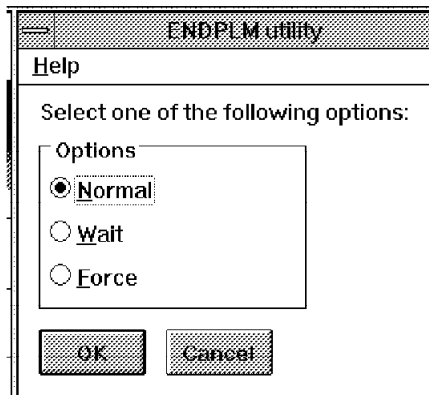 ENDPLM utility
Help
Select one of the following options:
Options
Normal
Wait
Force
OK
Cancel